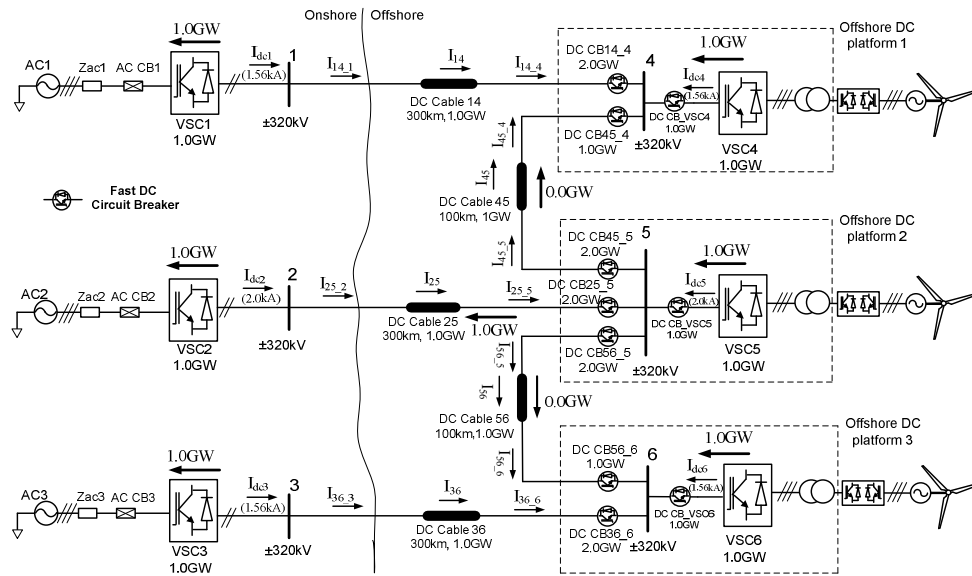 Onshore
Offshore
Offshore DC
platform 1
1.0GW
AC1
Zac1
AC CB1
VSC1
1.0GW
Idc1
(1.56kA)
1
±320kV
I14_1
I14
DC Cable 14
300km,1.0GW
I14_4
DC CB14_4
2.0GW
DC CB45_4
1.0GW
4
±320kV
Idc4
(1.56kA)
DC CB_VSC4
1.0GW
1.0GW
VSC4
1.0GW
Fast DC
Circuit Breaker
I45_4
I45
DC Cable 45
100km, 1GW
0.0GW
I45_5
Offshore DC
platform 2
1.0GW
AC2
Zac2
AC CB2
VSC2
1.0GW
Idc2
(2.0kA)
2
±320kV
I25_2
I25
DC Cable 25
300km, 1.0GW
1.0GW
I25_5
DC CB45_5
2.0GW
DC CB25_5
2.0GW
DC CB56_5
2.0GW
5
±320kV
Idc5
(2.0kA)
DC CB_VSC5
1.0GW
1.0GW
VSC5
1.0GW
I56_5
I56
DC Cable 56
100km,1.0GW
0.0GW
I56_6
Offshore DC
platform 3
1.0GW
AC3
Zac3
AC CB3
VSC3
1.0GW
Idc3
(1.56kA)
3
±320kV
I36_3
I36
DC Cable 36
300km, 1.0GW
I36_6
DC CB56_6
1.0GW
DC CB36_6
2.0GW
6
±320kV
Idc6
(1.56kA)
DC CB_VSC6
1.0GW
1.0GW
VSC6
1.0GW